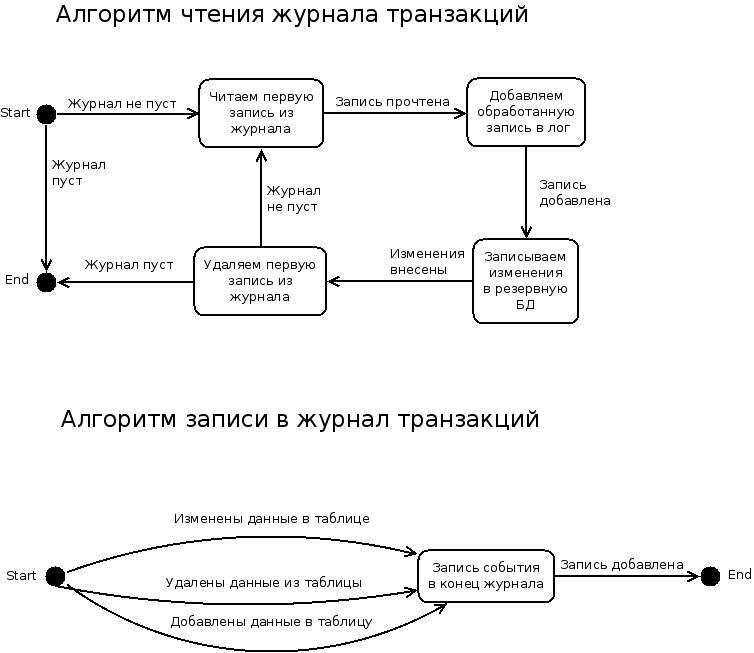 Алгоритм чтения журнала транзакций
Start
Журнал не пуст
Читаем первую
запись из
журнала
Запись прочтена
Добавляем
обработанную
запись в лог
Журнал
пуст
Журнал
не пуст
Запись
добавлена
End
Журнал пуст
Удаляем первую
запись из
журнала
Изменения
внесены
Записываем
изменения
в резервную
БД
Алгоритм записи в журнал транзакций
Изменены данные в таблице
Start
Удалены данные из таблицы
Добавлены данные в таблицу
Запись события
в конец журнала
Запись добавлена
End